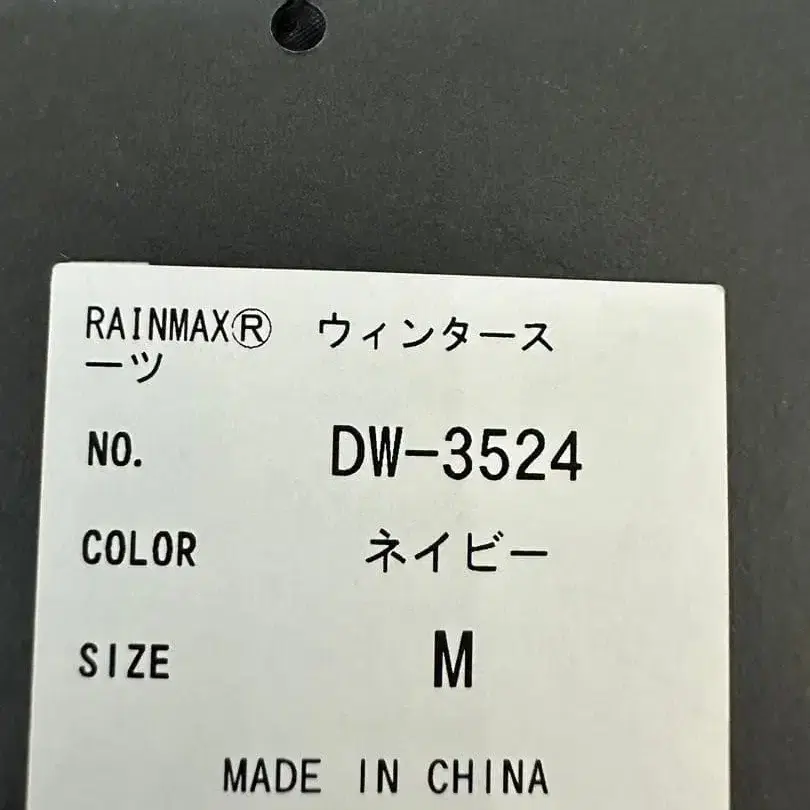 RAINMAX® ウィンタース
ーツ
NO. DW-3524
COLOR ネイビー
SIZE M
MADE IN CHINA